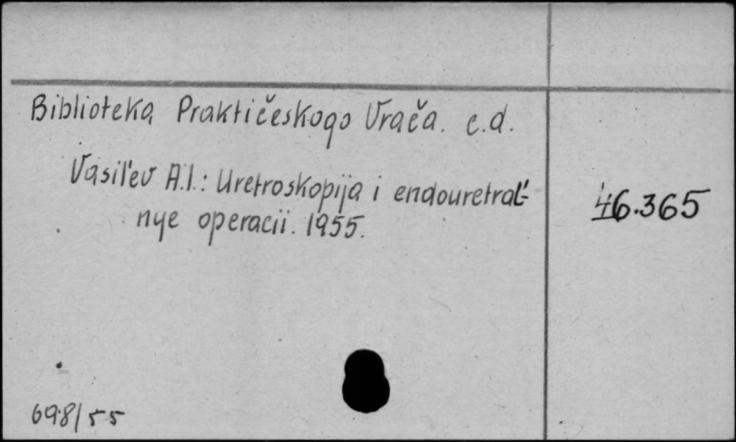 Biblioteka Praktičeskogo Vrača. c.d.
Vasil'ev A.I.: Uretroskopija i endouretral'-
nye operacii. 1955.
46.365
698/55